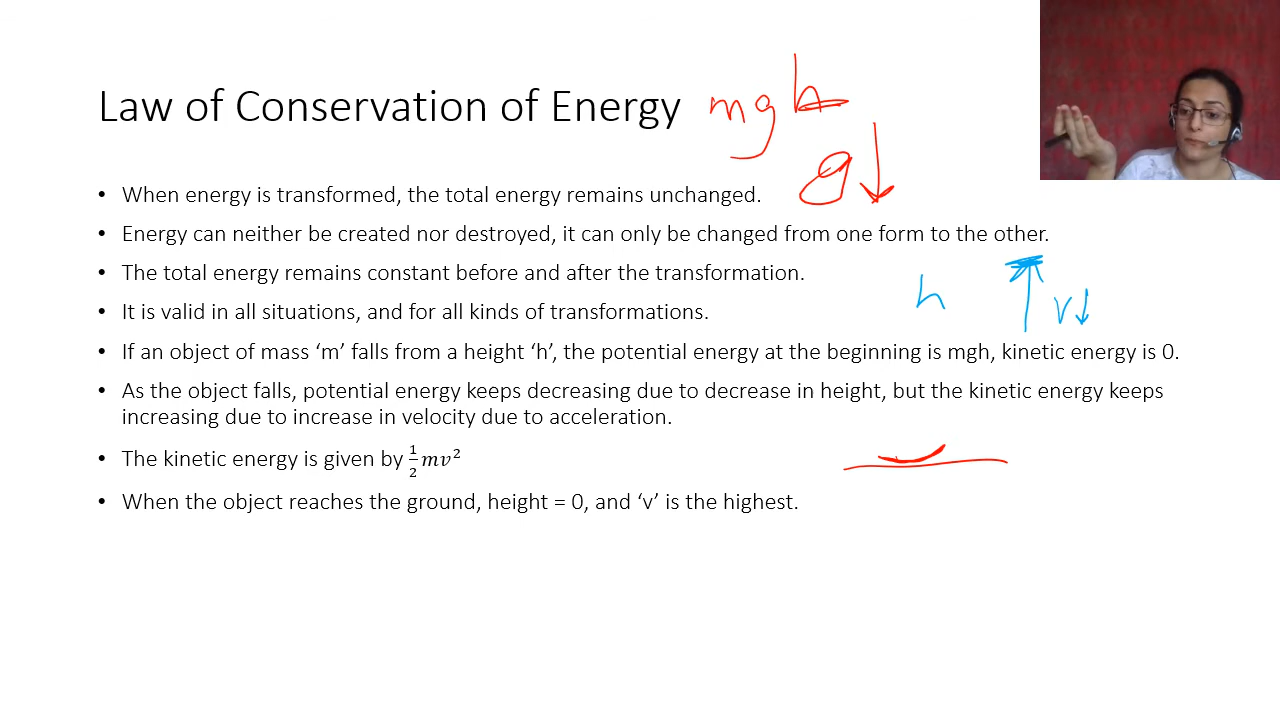 Law of Conservation of Energy mgh
g
• When energy is transformed, the total energy remains unchanged.
• Energy can neither be created nor destroyed, it can only be changed from one form to the other.
• The total energy remains constant before and after the transformation.
h v
• It is valid in all situations, and for all kinds of transformations.
• If an object of mass ‘m’ falls from a height ‘h’, the potential energy at the beginning is mgh, kinetic energy is 0.
• As the object falls, potential energy keeps decreasing due to decrease in height, but the kinetic energy keeps
increasing due to increase in velocity due to acceleration.
• The kinetic energy is given by ½mv²
• When the object reaches the ground, height = 0, and ‘v’ is the highest.